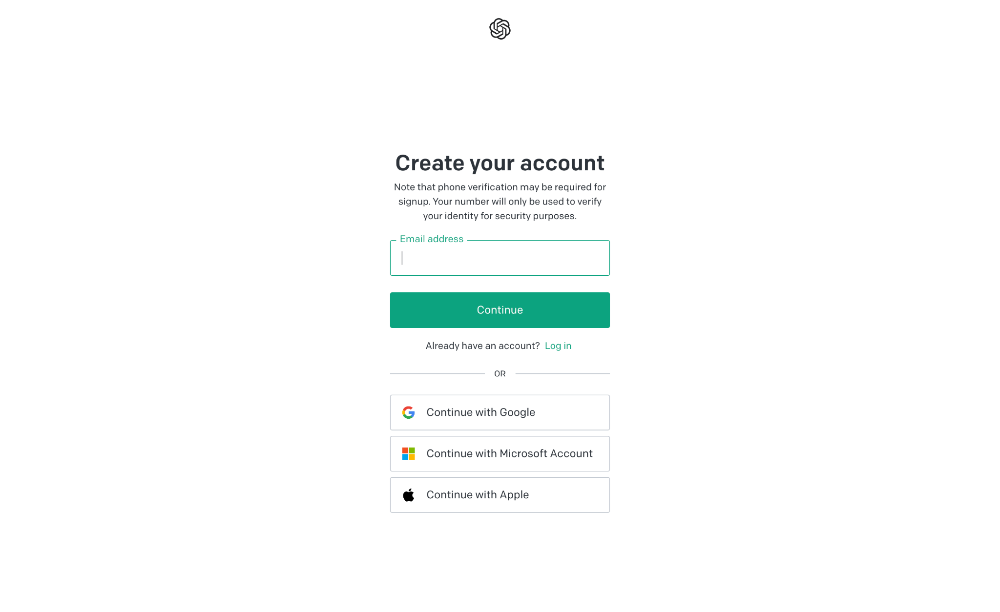 Create your account
Note that phone verification may be required for
signup. Your number will only be used to verify
your identity for security purposes.
Email address
Continue
Already have an account? Log in
OR
Continue with Google
Continue with Microsoft Account
Continue with Apple